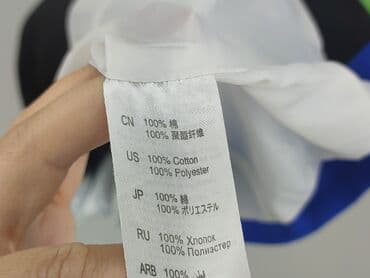 CN 100% 棉
100% 聚酯纤维
US 100% Cotton
100% Polyester
JP 100% 綿
100% ポリエステル
RU 100% Хлопок
100% Полиэстер
ARB 100%